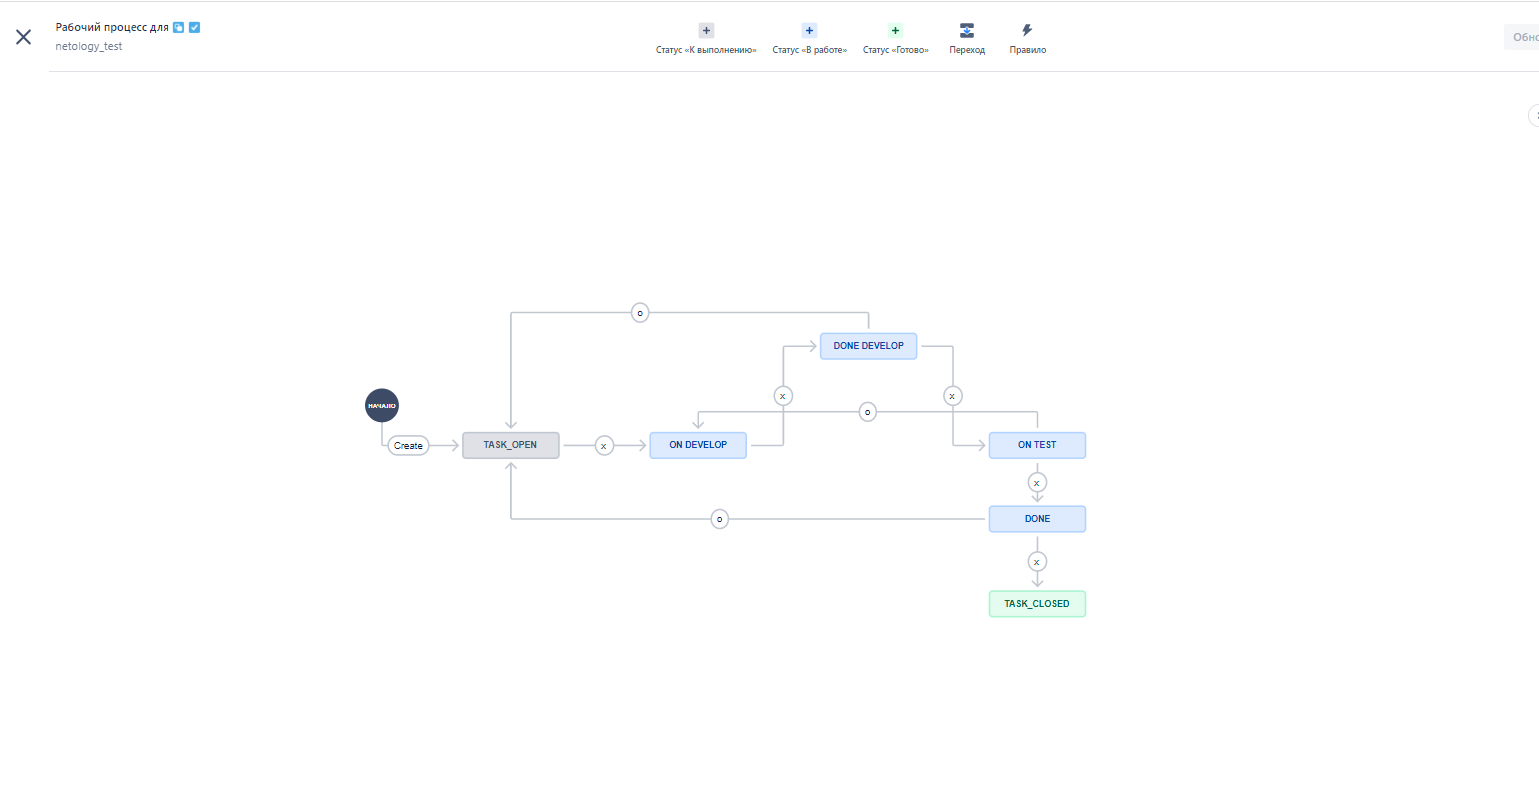 Рабочий процесс для
netology_test
Статус «К выполнению»
Статус «В работе»
Статус «Готово»
Переход
Правило
o
DONE DEVELOP
x
x
НАЧАЛО
o
Create
TASK_OPEN
x
ON DEVELOP
ON TEST
x
o
DONE
x
TASK_CLOSED